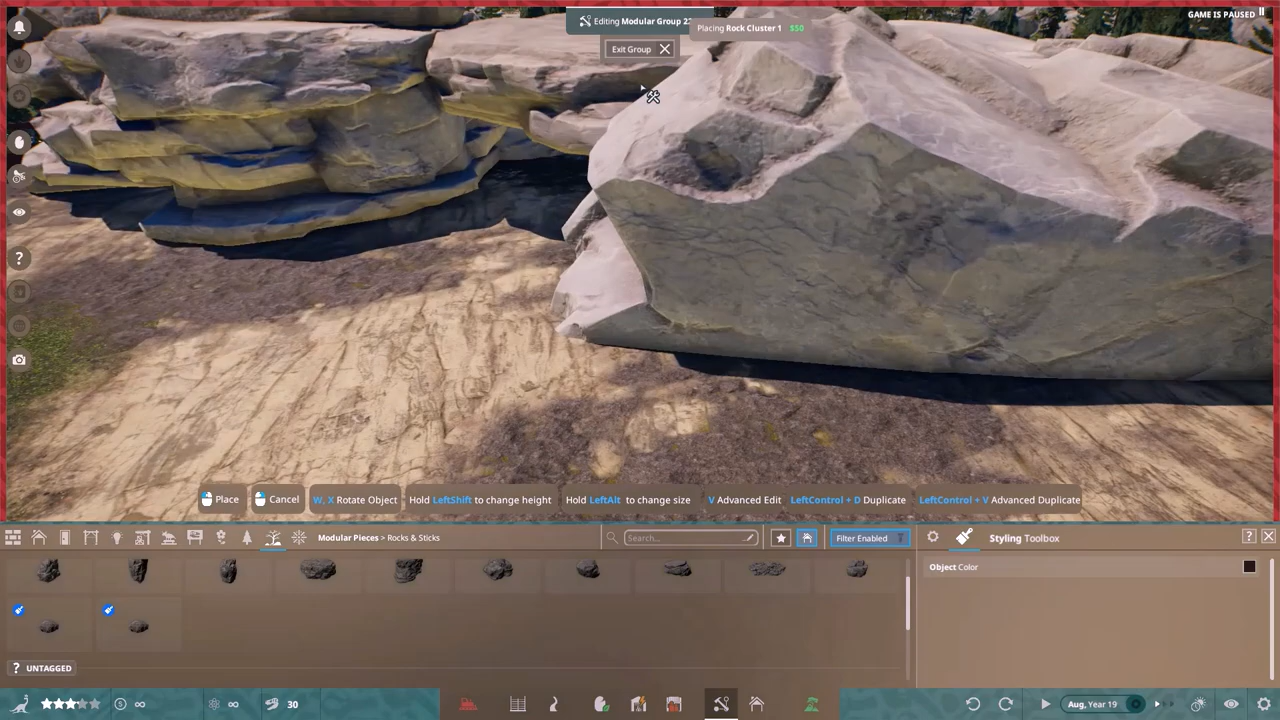 Editing Modular Group 22
Placing Rock Cluster 1 $50
GAME IS PAUSED
Exit Group
Place
Cancel
W, X Rotate Object
Hold LeftShift to change height
Hold LeftAlt to change size
V Advanced Edit
LeftControl + D Duplicate
LeftControl + V Advanced Duplicate
Modular Pieces > Rocks & Sticks
Search...
Filter Enabled
Styling Toolbox
?
Object Color
? UNTAGGED
30
Aug, Year 19